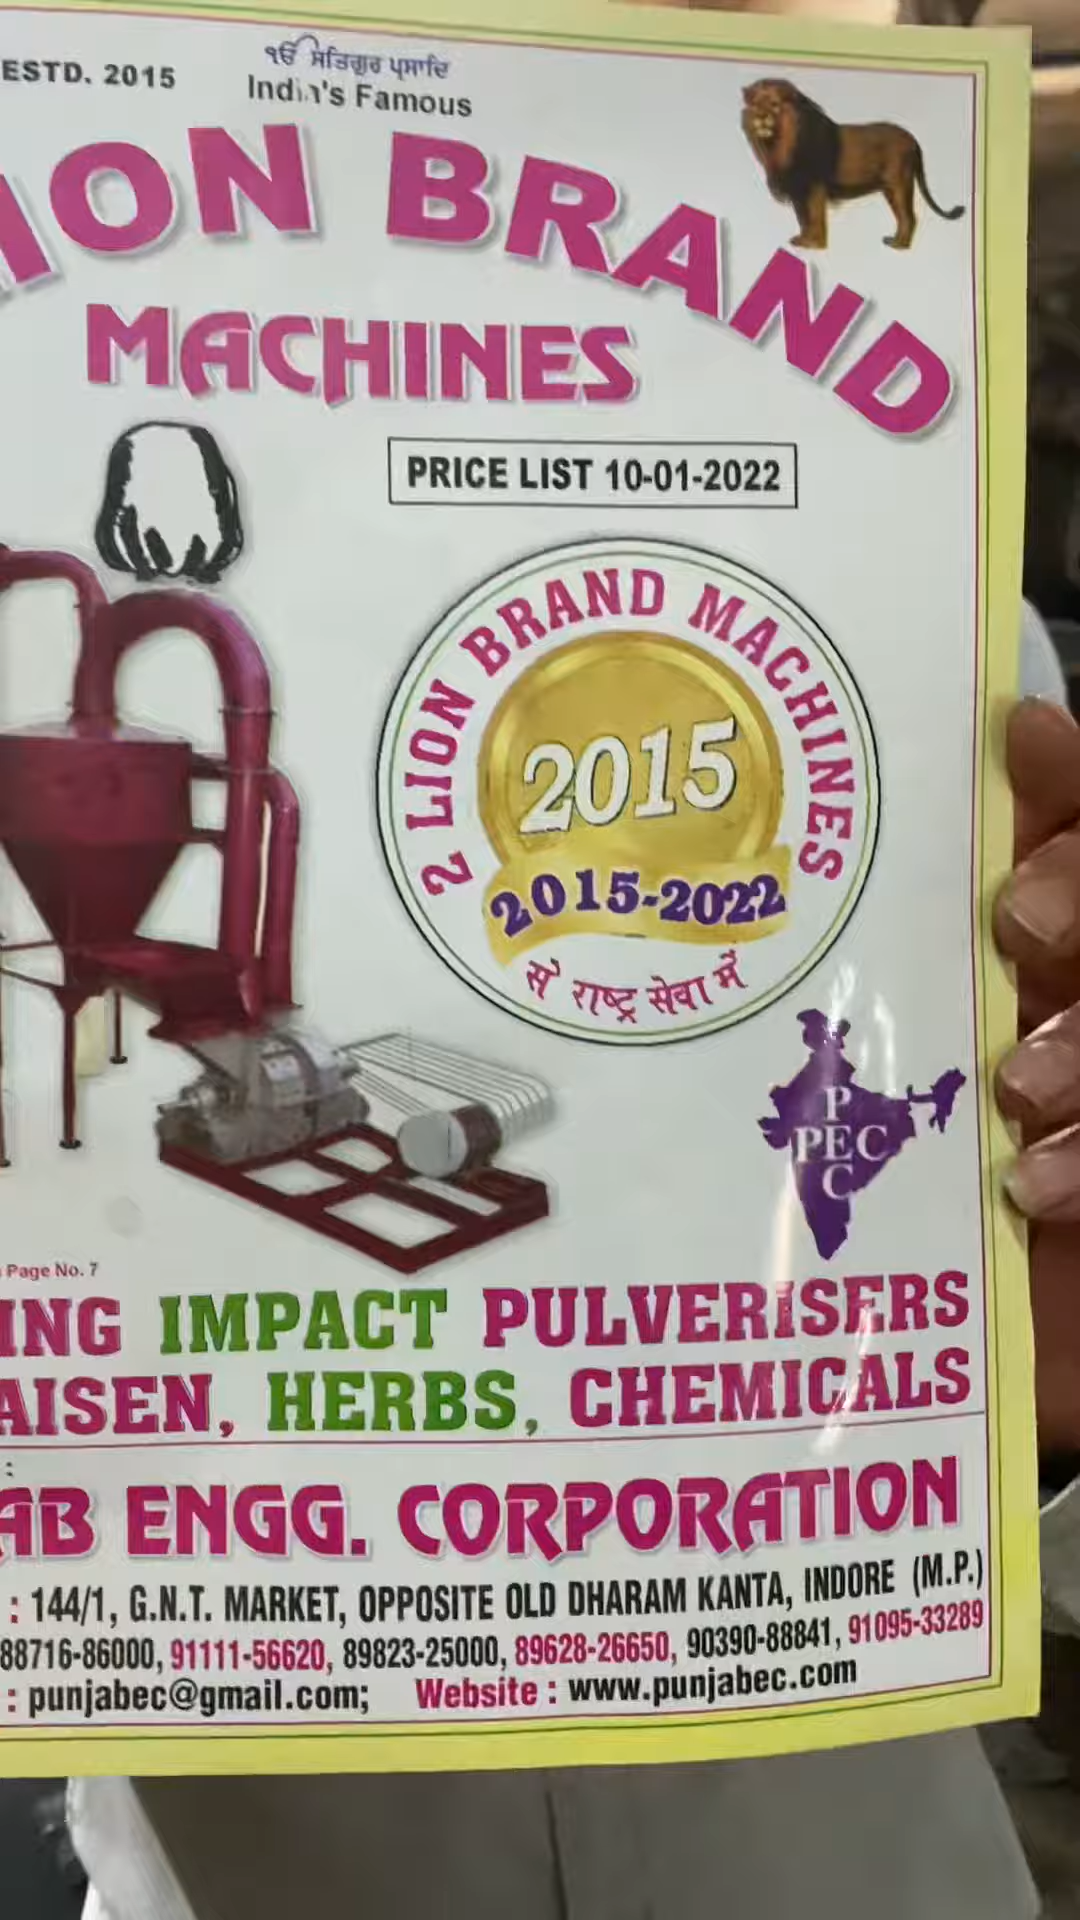 ESTD. 2015
ੴ ਸਤਿਗੁਰ ਪ੍ਰਸਾਦਿ
India's Famous
ION BRAND
MACHINES
PRICE LIST 10-01-2022
2 LION BRAND MACHINES
2015
2015-2022
से राष्ट्र सेवा में
P
PEC
C
Page No. 7
ING IMPACT PULVERISERS
AISEN, HERBS, CHEMICALS
:
AB ENGG. CORPORATION
: 144/1, G.N.T. MARKET, OPPOSITE OLD DHARAM KANTA, INDORE (M.P.)
88716-86000, 91111-56620, 89823-25000, 89628-26650, 90390-88841, 91095-33289
: punjabec@gmail.com; Website : www.punjabec.com